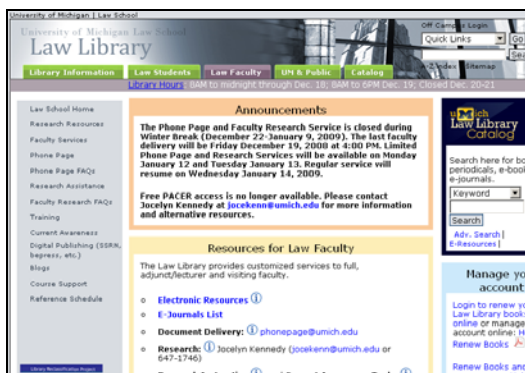 University of Michigan | Law School
University of Michigan Law School
Law Library
Off Campus Login
Quick Links
Go
A-Z Index Sitemap
Library Information
Law Students
Law Faculty
UM & Public
Catalog
Library Hours 8AM to midnight through Dec. 18; 8AM to 6PM Dec. 19; Closed Dec. 20-21
Law School Home
Research Resources
Faculty Services
Phone Page
Phone Page FAQs
Research Assistance
Faculty Research FAQs
Training
Current Awareness
Digital Publishing (SSRN,
bepress, etc.)
Blogs
Course Support
Reference Schedule
Announcements
The Phone Page and Faculty Research Service is closed during
Winter Break (December 22-January 9, 2009). The last faculty
delivery will be Friday December 19, 2008 at 4:00 PM. Limited
Phone Page and Research Services will be available on Monday
January 12 and Tuesday January 13. Regular service will
resume on Wednesday January 14, 2009.
Free PACER access is no longer available. Please contact
Jocelyn Kennedy at jocekenn@umich.edu for more information
and alternative resources.
Resources for Law Faculty
The Law Library provides customized services to full,
adjunct/lecturer and visiting faculty.
Electronic Resources
E-Journals List
Document Delivery: phonepage@umich.edu
Research: Jocelyn Kennedy (jocekenn@umich.edu or
647-1746)
umich
Law Library
Catalog
Search here for bo
periodicals, e-book
e-journals.
Keyword
Search
Adv. Search |
E-Resources |
Manage yo
account
Login to renew yo
Law Library book
online or manage
account online: H
Renew Books
Renew Books and